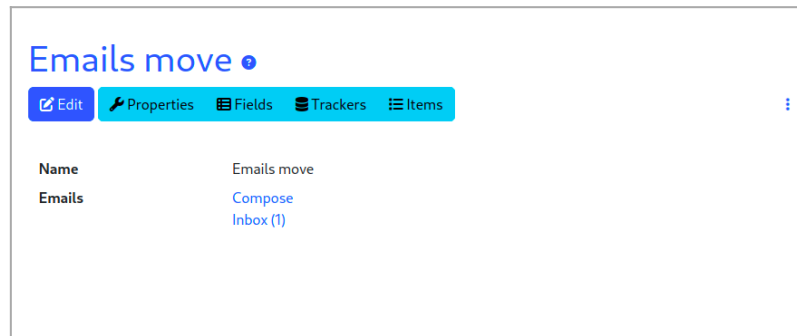 Emails move
Edit Properties Fields Trackers Items
Name Emails move
Emails Compose
Inbox (1)